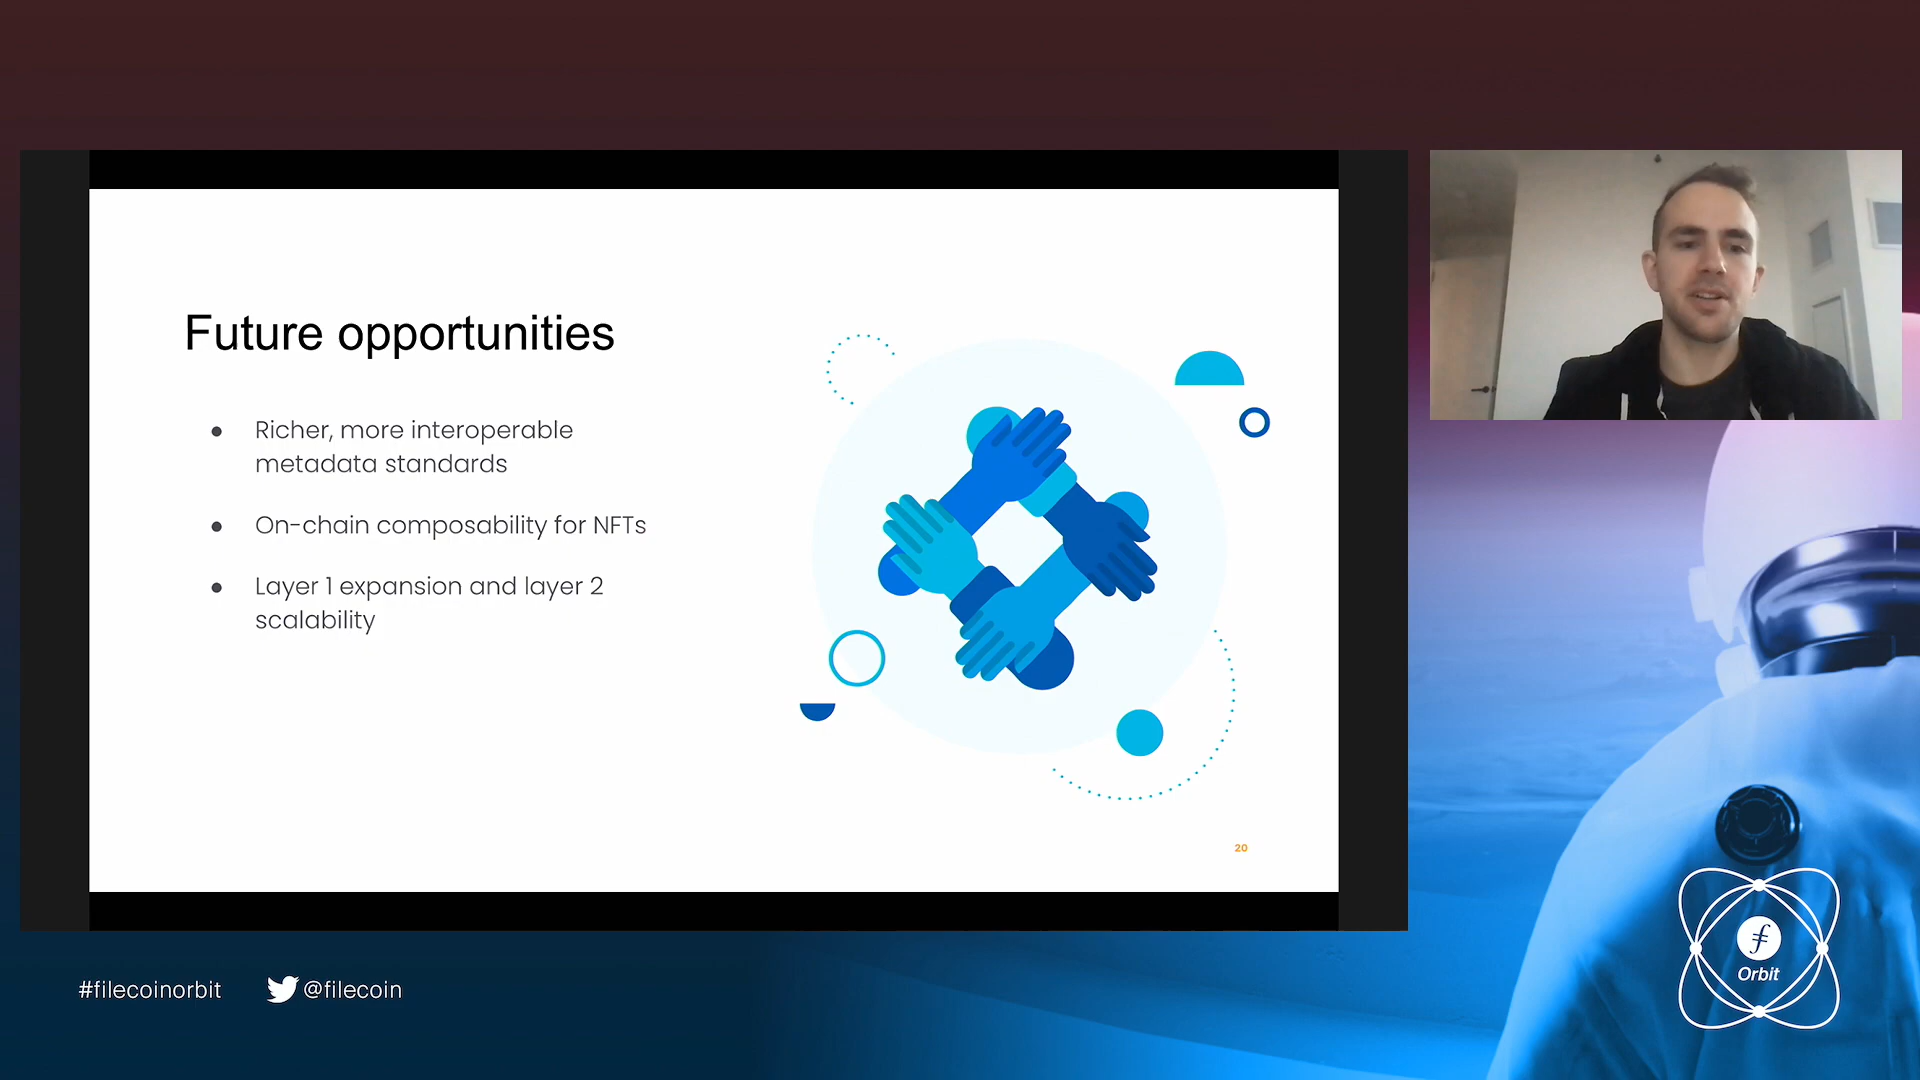 Future opportunities
● Richer, more interoperable
metadata standards
● On-chain composability for NFTs
● Layer 1 expansion and layer 2
scalability
20
#filecoinorbit @filecoin
Orbit